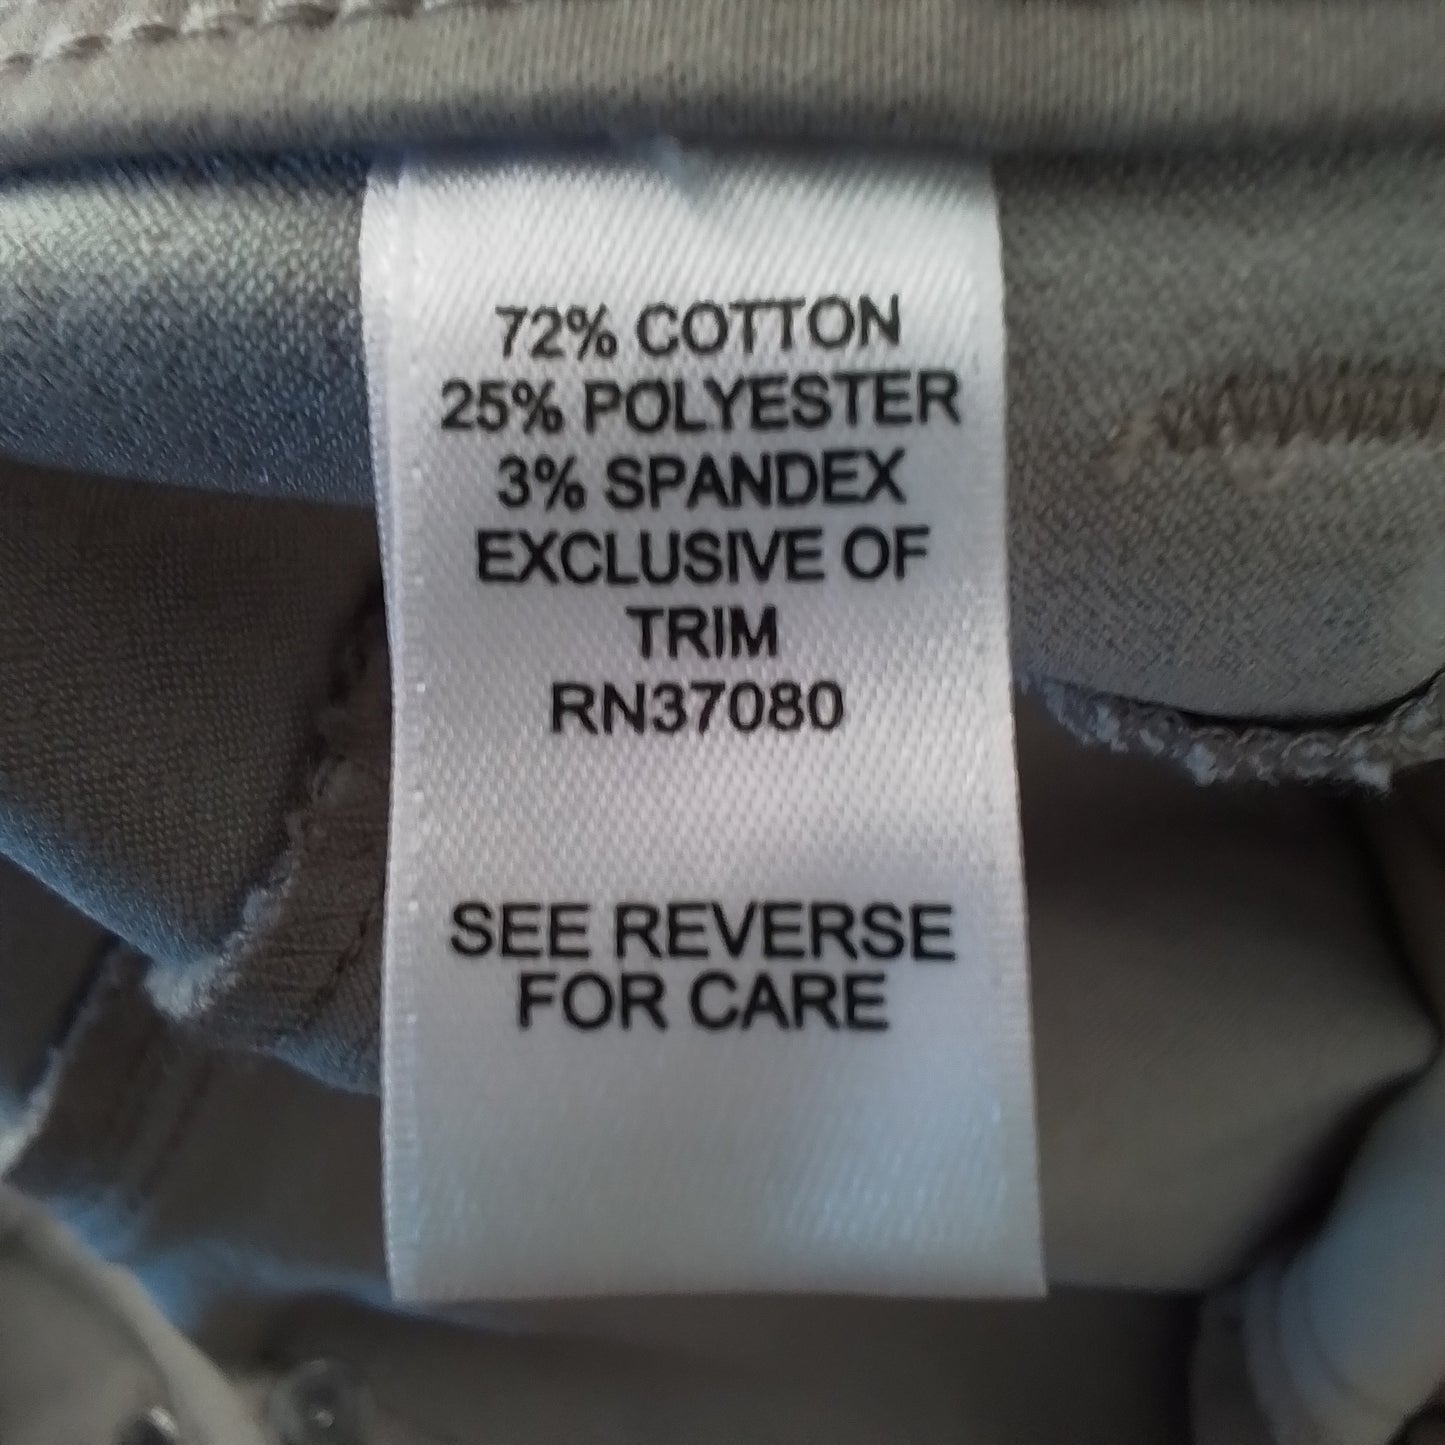 72% COTTON
25% POLYESTER
3% SPANDEX
EXCLUSIVE OF
TRIM
RN37080
SEE REVERSE
FOR CARE